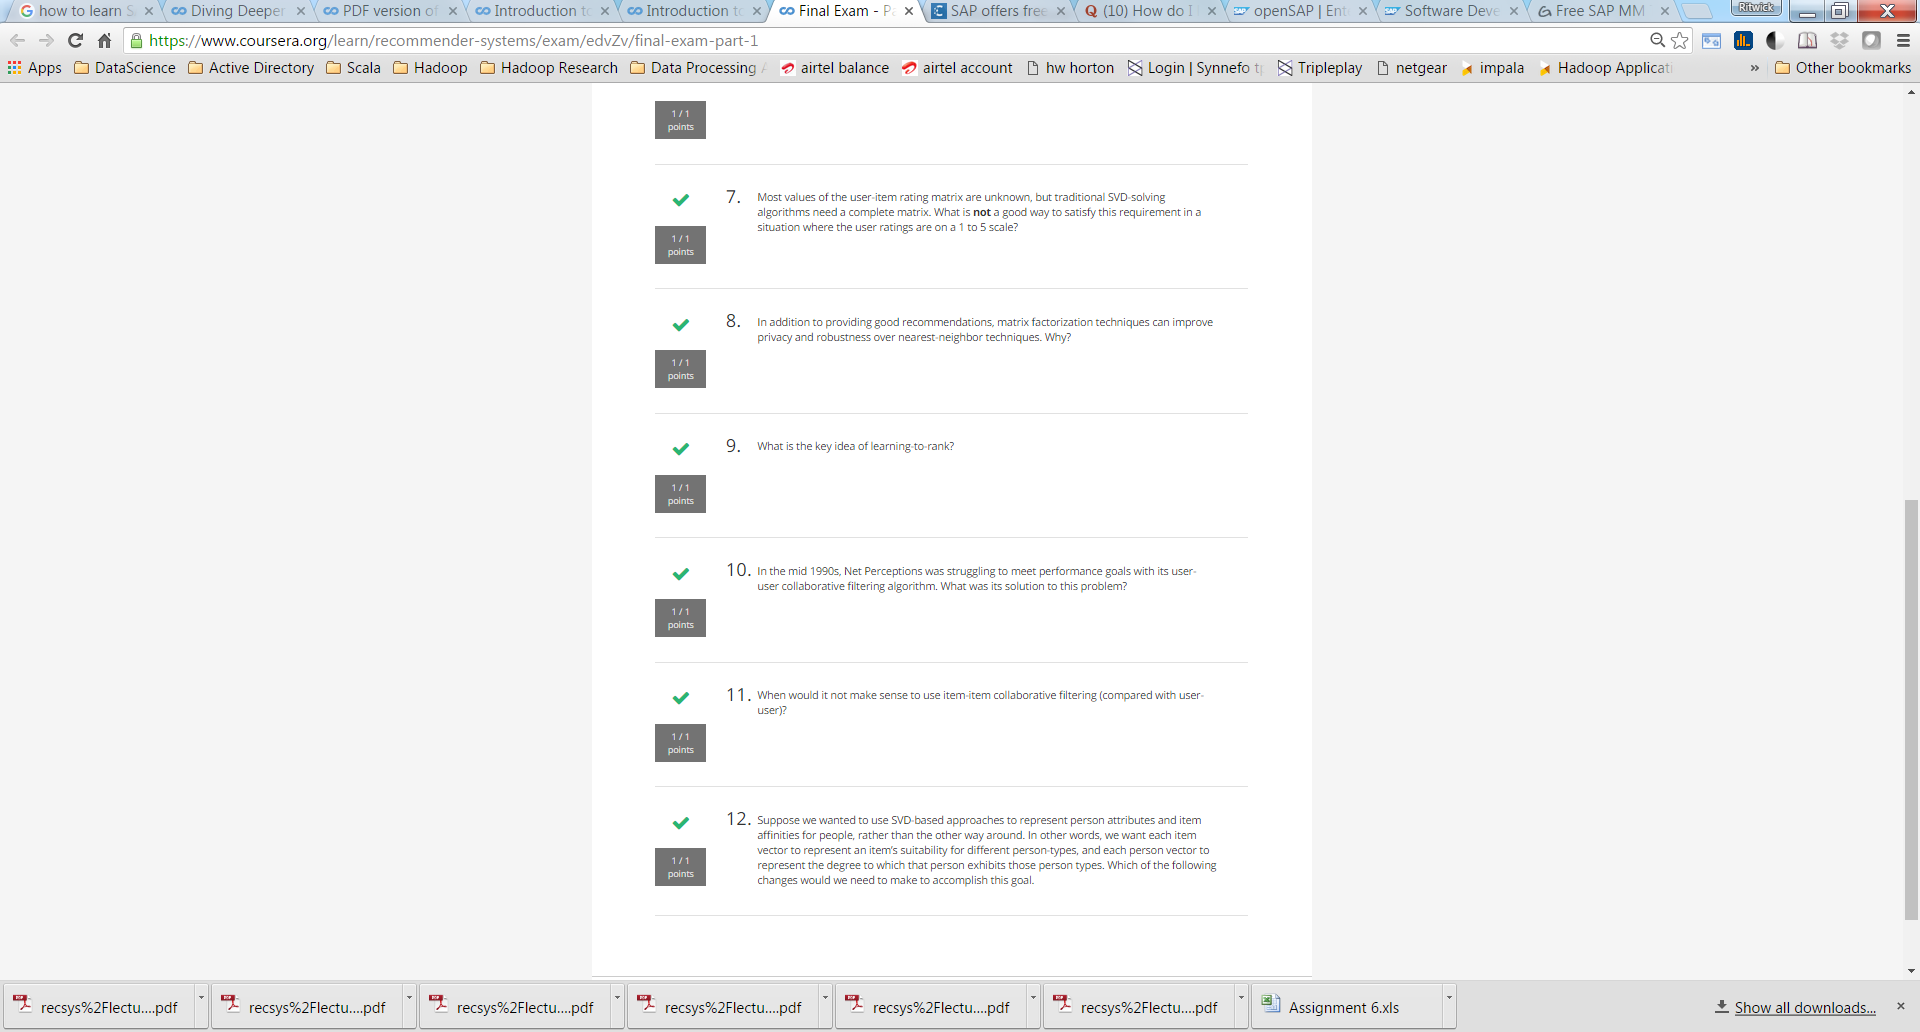 how to learn S
Diving Deeper
PDF version of
Introduction to
Introduction to
Final Exam - Pa
SAP offers free
(10) How do I
openSAP | Ente
Software Deve
Free SAP MM
Ritwick
https://www.coursera.org/learn/recommender-systems/exam/edvZv/final-exam-part-1
Apps
DataScience
Active Directory
Scala
Hadoop
Hadoop Research
Data Processing
airtel balance
airtel account
hw horton
Login | Synnefo
Tripleplay
netgear
impala
Hadoop Applicati
»
Other bookmarks
1 / 1
points
7. Most values of the user-item rating matrix are unknown, but traditional SVD-solving
algorithms need a complete matrix. What is not a good way to satisfy this requirement in a
situation where the user ratings are on a 1 to 5 scale?
1 / 1
points
8. In addition to providing good recommendations, matrix factorization techniques can improve
privacy and robustness over nearest-neighbor techniques. Why?
1 / 1
points
9. What is the key idea of learning-to-rank?
1 / 1
points
10. In the mid 1990s, Net Perceptions was struggling to meet performance goals with its user-
user collaborative filtering algorithm. What was its solution to this problem?
1 / 1
points
11. When would it not make sense to use item-item collaborative filtering (compared with user-
user)?
1 / 1
points
12. Suppose we wanted to use SVD-based approaches to represent person attributes and item
affinities for people, rather than the other way around. In other words, we want each item
vector to represent an item's suitability for different person-types, and each person vector to
represent the degree to which that person exhibits those person types. Which of the following
changes would we need to make to accomplish this goal.
1 / 1
points
recsys%2Flectu....pdf
recsys%2Flectu....pdf
recsys%2Flectu....pdf
recsys%2Flectu....pdf
recsys%2Flectu....pdf
recsys%2Flectu....pdf
Assignment 6.xls
Show all downloads...